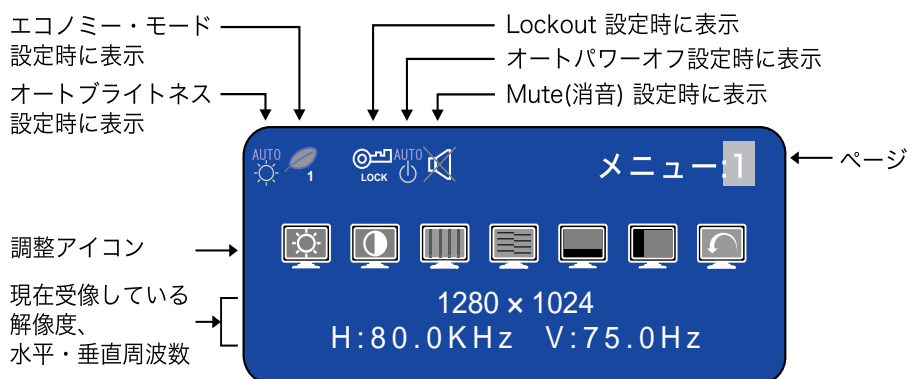 エコノミー・モード
設定時に表示
オートブライトネス
設定時に表示
Lockout 設定時に表示
オートパワーオフ設定時に表示
Mute(消音) 設定時に表示
AUTO
1
LOCK
AUTO
メニュー:1
ページ
調整アイコン
現在受像している
解像度、
水平・垂直周波数
1280 × 1024
H:80.0KHz V:75.0Hz